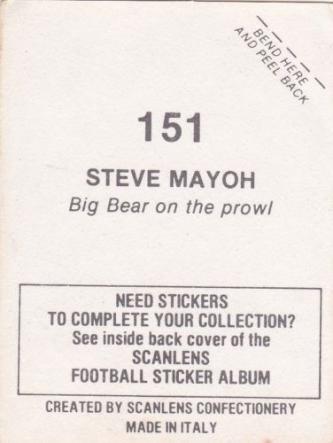 BEND HERE
AND PEEL BACK
151
STEVE MAYOH
Big Bear on the prowl
NEED STICKERS
TO COMPLETE YOUR COLLECTION?
See inside back cover of the
SCANLENS
FOOTBALL STICKER ALBUM
CREATED BY SCANLENS CONFECTIONERY
MADE IN ITALY